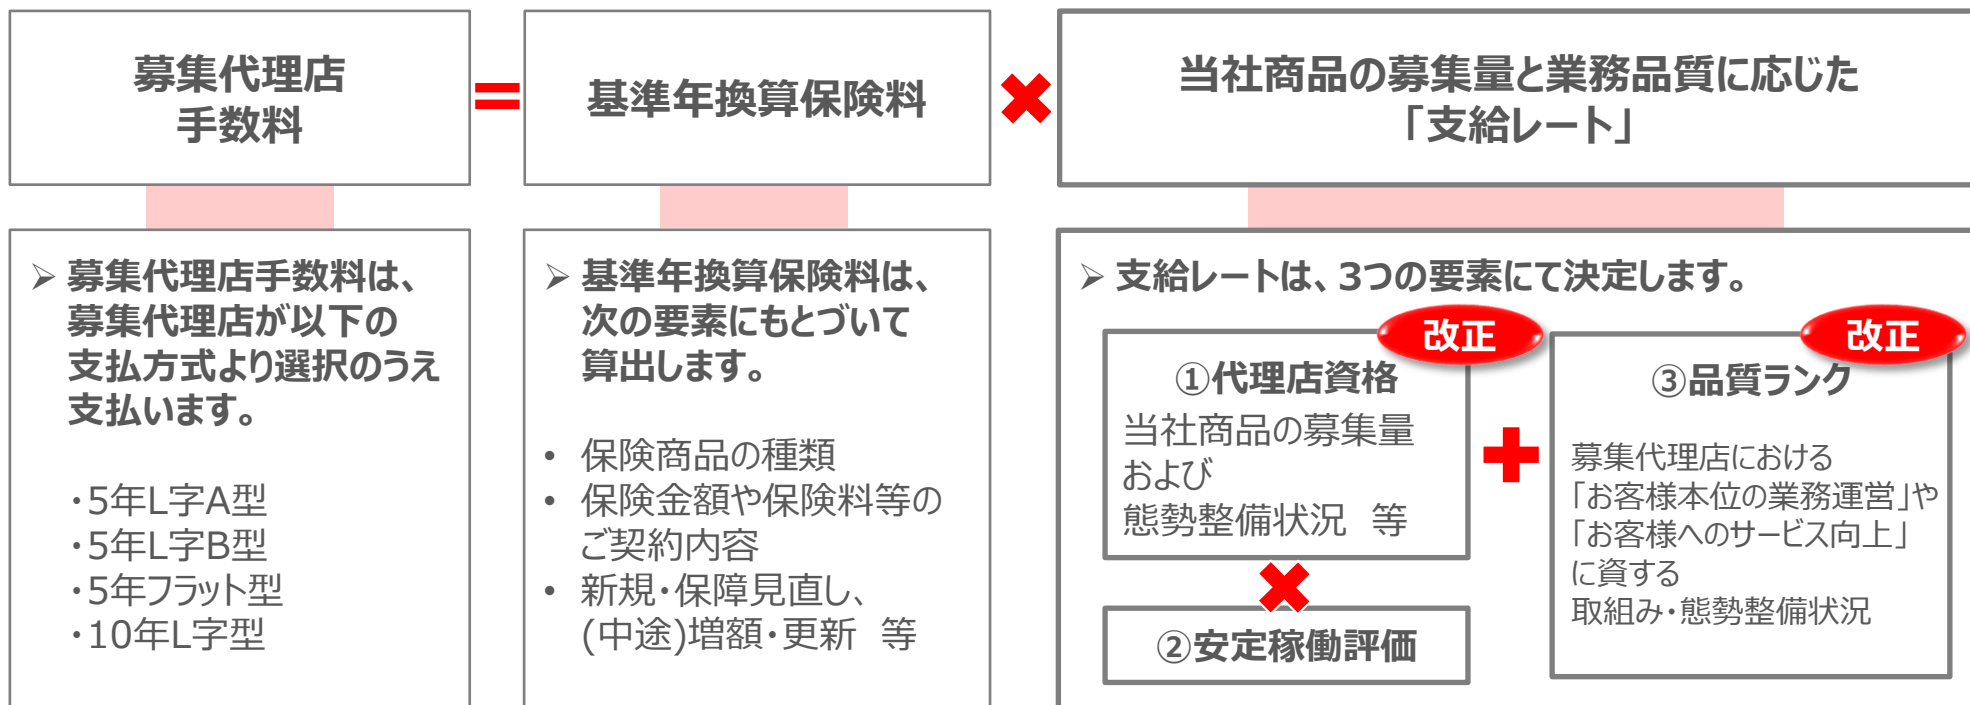 募集代理店
手数料
=
基準年換算保険料
×
当社商品の募集量と業務品質に応じた
「支給レート」
➢ 募集代理店手数料は、
募集代理店が以下の
支払方式より選択のうえ
支払います。
・5年L字A型
・5年L字B型
・5年フラット型
・10年L字型
➢ 基準年換算保険料は、
次の要素にもとづいて
算出します。
• 保険商品の種類
• 保険金額や保険料等の
ご契約内容
• 新規・保障見直し、
(中途)増額・更新 等
➢ 支給レートは、3つの要素にて決定します。
改正
①代理店資格
当社商品の募集量
および
態勢整備状況 等
×
②安定稼働評価
+
改正
③品質ランク
募集代理店における
「お客様本位の業務運営」や
「お客様へのサービス向上」
に資する
取組み・態勢整備状況